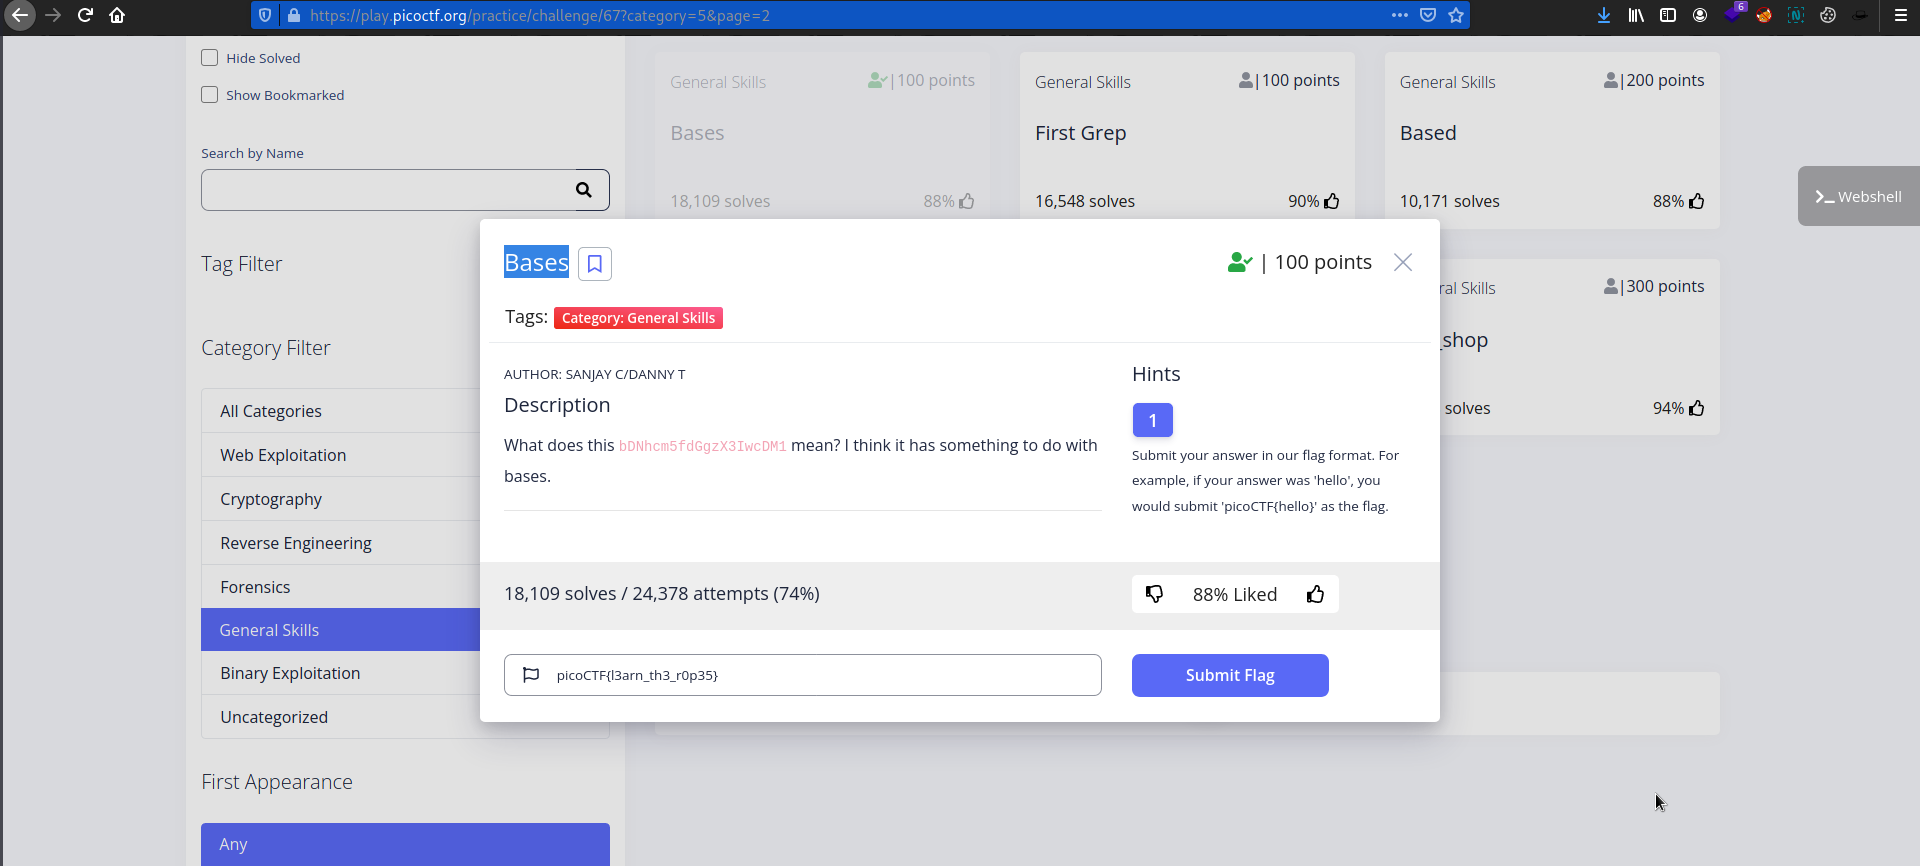 https://play.picoctf.org/practice/challenge/67?category=5&page=2
6
Hide Solved
Show Bookmarked
Search by Name
Tag Filter
Category Filter
All Categories
Web Exploitation
Cryptography
Reverse Engineering
Forensics
General Skills
Binary Exploitation
Uncategorized
First Appearance
Any
General Skills |100 points
Bases
18,109 solves 88%
General Skills |100 points
First Grep
16,548 solves 90%
General Skills |200 points
Based
10,171 solves 88%
ral Skills |300 points
_shop
solves 94%
Webshell
Bases | 100 points
Tags: Category: General Skills
AUTHOR: SANJAY C/DANNY T
Description
What does this bDNhcm5fdGgzX3IwcDM1 mean? I think it has something to do with
bases.
Hints
1
Submit your answer in our flag format. For
example, if your answer was 'hello', you
would submit 'picoCTF{hello}' as the flag.
18,109 solves / 24,378 attempts (74%)
88% Liked
picoCTF{l3arn_th3_r0p35}
Submit Flag